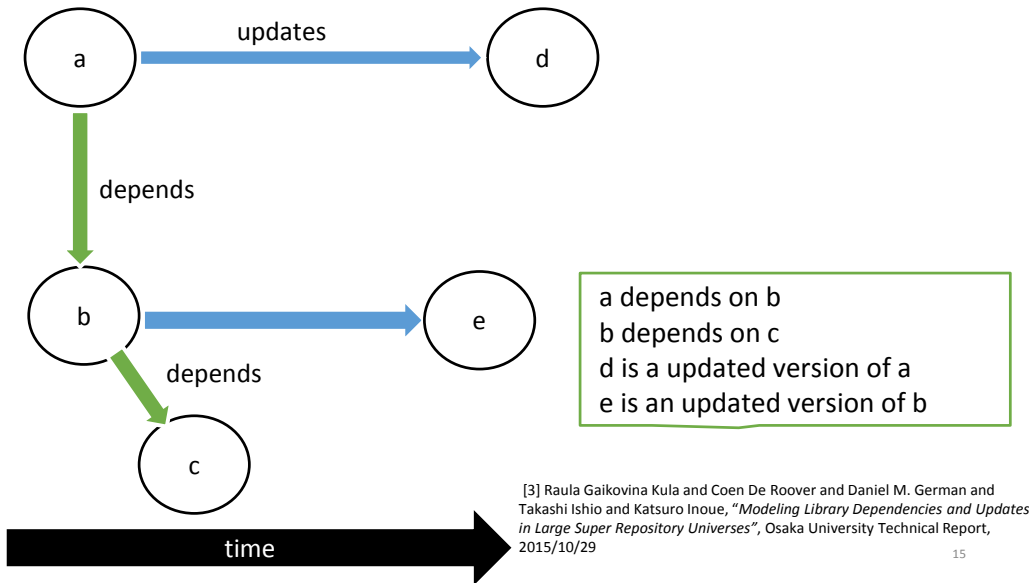 a
updates
d
depends
b
e
depends
c
a depends on b
b depends on c
d is a updated version of a
e is an updated version of b
[3] Raula Gaikovina Kula and Coen De Roover and Daniel M. German and
Takashi Ishio and Katsuro Inoue, “Modeling Library Dependencies and Updates
in Large Super Repository Universes”, Osaka University Technical Report,
2015/10/29
time
15